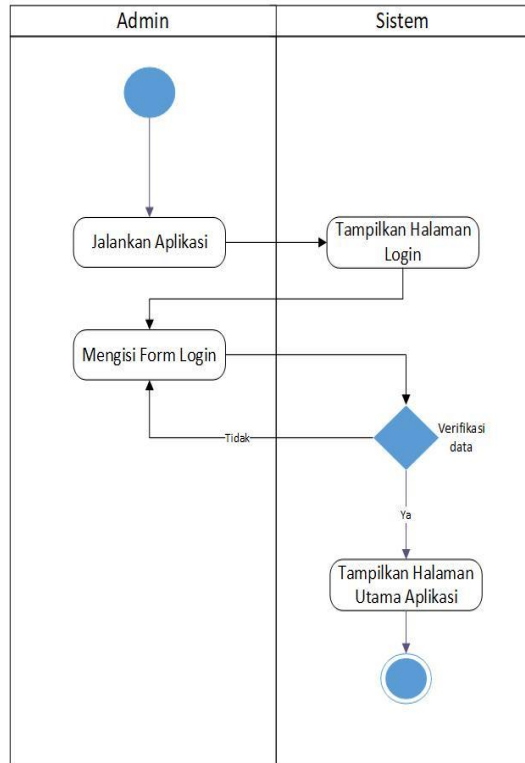 Admin
Sistem
Jalankan Aplikasi
Tampilkan Halaman
Login
Mengisi Form Login
Verifikasi
data
Tidak
Ya
Tampilkan Halaman
Utama Aplikasi